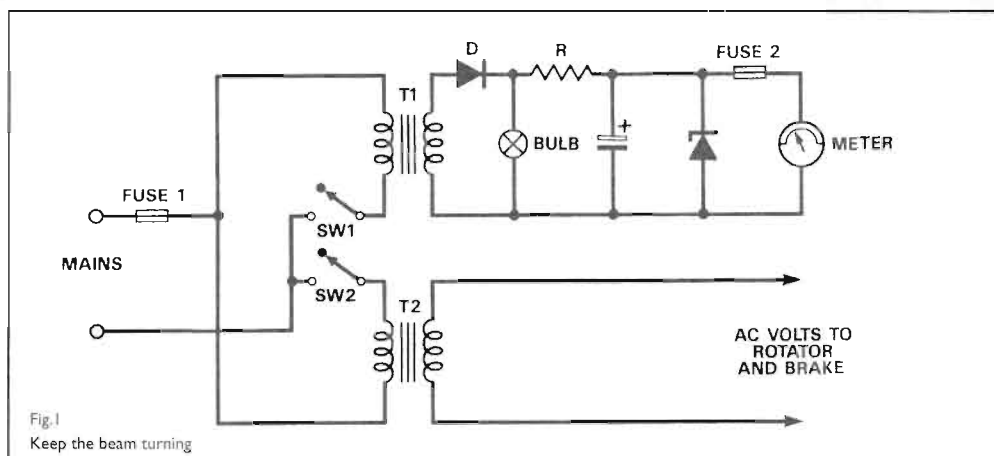 D
R
FUSE 2
T1
BULB
+
METER
FUSE 1
SW1
MAINS
SW2
T2
AC VOLTS TO
ROTATOR
AND BRAKE
Fig.1
Keep the beam turning